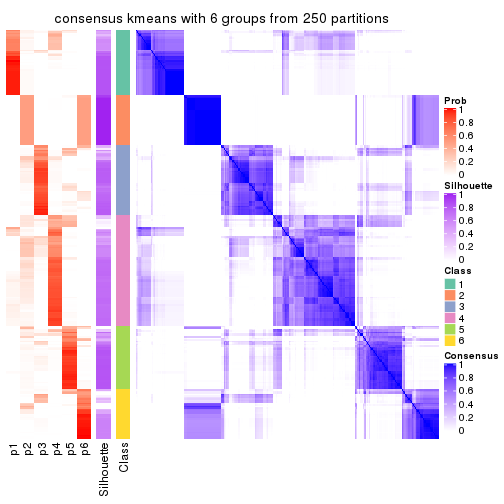 consensus kmeans with 6 groups from 250 partitions
Prob
1
0.8
0.6
0.4
0.2
0
Silhouette
1
0.8
0.6
0.4
0.2
0
Class
1
2
3
4
5
6
Consensus
1
0.8
0.6
0.4
0.2
0
p1
p2
p3
p4
p5
p6
Silhouette
Class